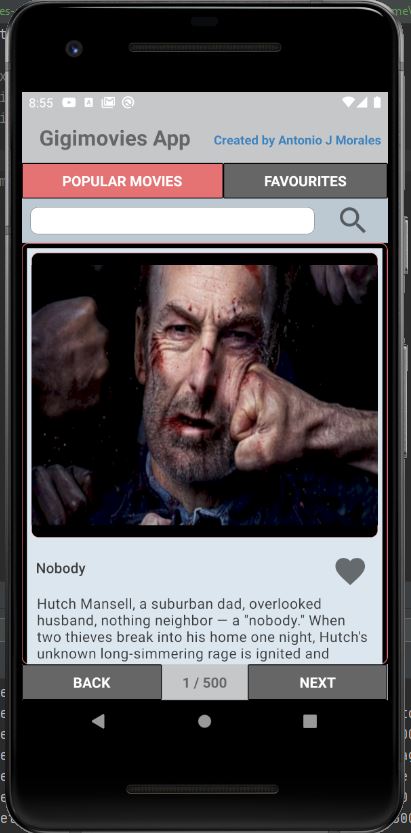 8:55
Gigimovies App
Created by Antonio J Morales
POPULAR MOVIES
FAVOURITES
Nobody
Hutch Mansell, a suburban dad, overlooked
husband, nothing neighbor — a "nobody." When
two thieves break into his home one night, Hutch's
unknown long-simmering rage is ignited and
BACK
1 / 500
NEXT